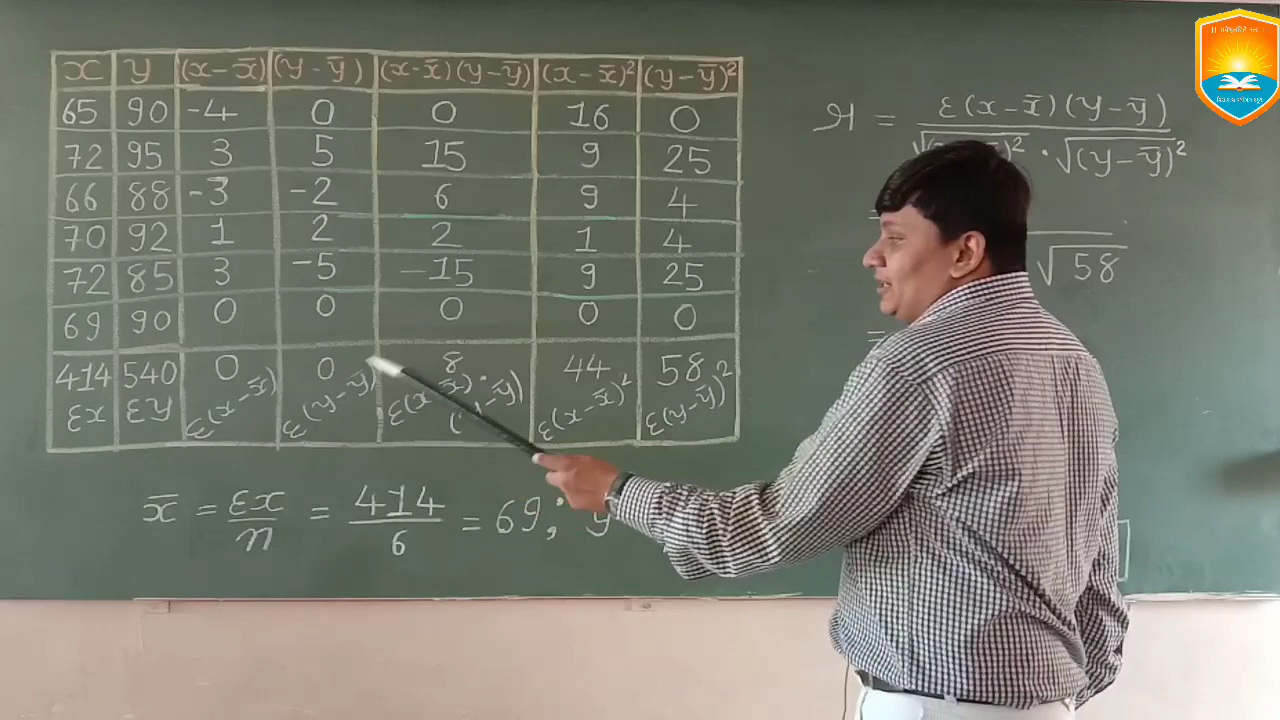 x y (x-x̄) (y-ȳ) (x-x̄)(y-ȳ) (x-x̄)² (y-ȳ)²
65 90 -4 0 0 16 0
72 95 3 5 15 9 25
66 88 -3 -2 6 9 4
70 92 1 2 2 1 4
72 85 3 -5 -15 9 25
69 90 0 0 0 0 0
414 540 0 0 8 44 58
Σx Σy Σ(x-x̄) Σ(y-ȳ) Σ(x-x̄)·(y-ȳ) Σ(x-x̄)² Σ(y-ȳ)²
x̄ = Σx/n = 414/6 = 69, ȳ
r = Σ(x-x̄)(y-ȳ)
√(x-x̄)² · √(y-ȳ)²
=
√58
=